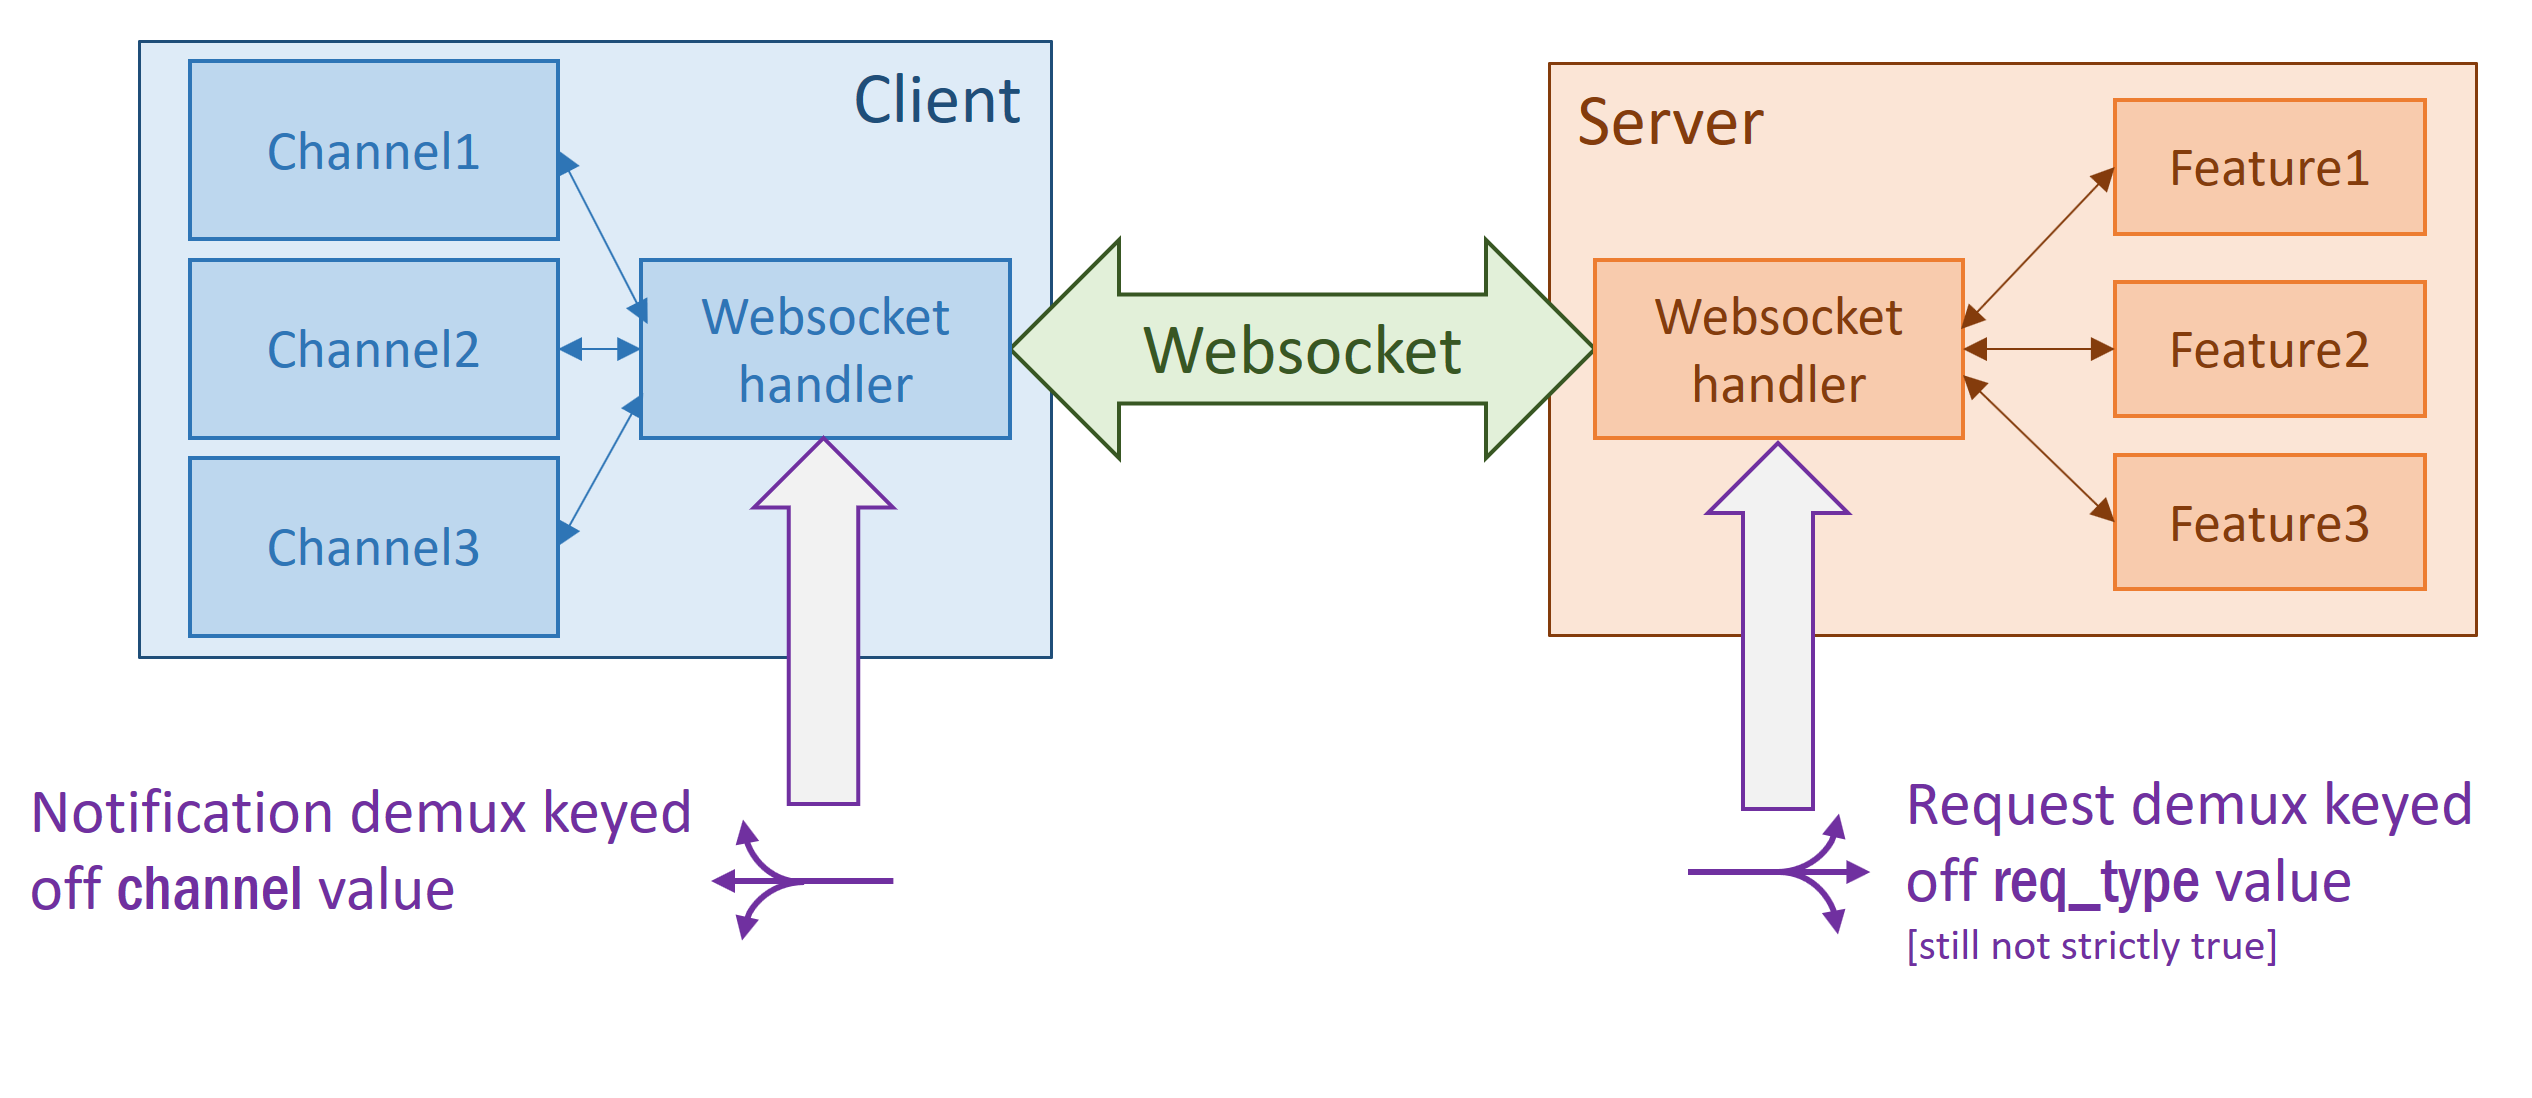 Client
Channel1
Channel2
Channel3
Websocket
handler
Websocket
Server
Websocket
handler
Feature1
Feature2
Feature3
Notification demux keyed
off channel value
Request demux keyed
off req_type value
[still not strictly true]